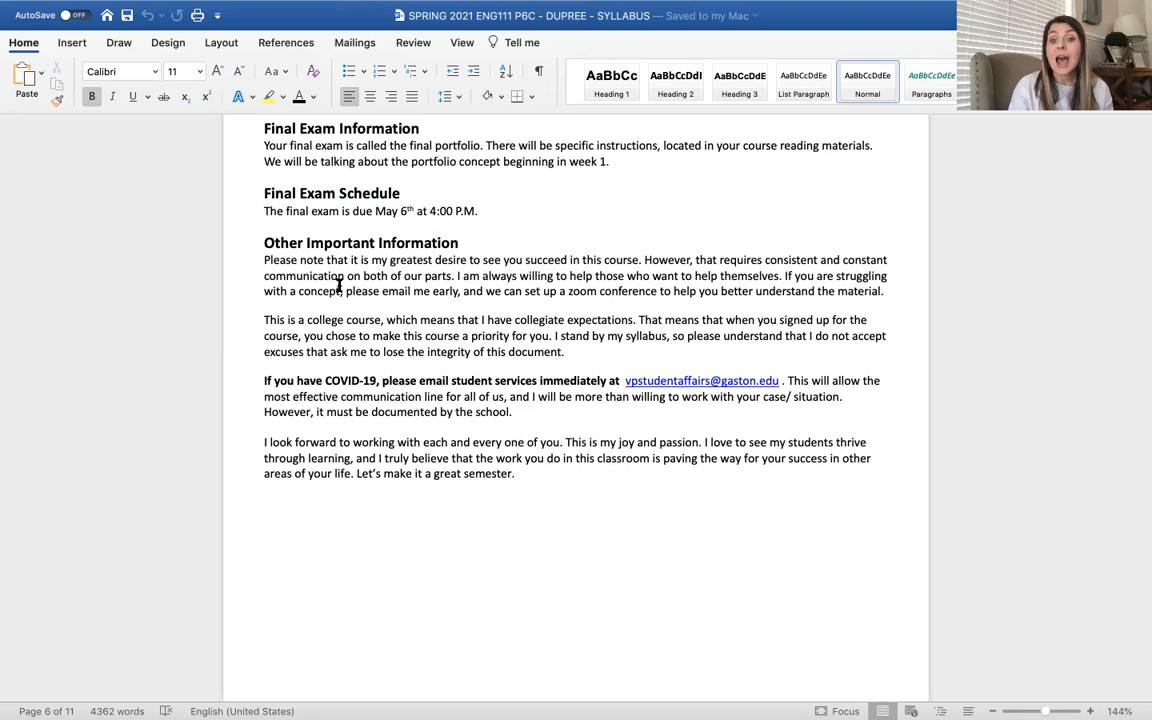 AutoSave OFF
SPRING 2021 ENG111 P6C - DUPREE - SYLLABUS — Saved to my Mac
Home Insert Draw Design Layout References Mailings Review View Tell me
Calibri 11 A A Aa A AaBbCc AaBbCcDdI AaBbCcDdE AaBbCcDdEe AaBbCcDdEe AaBbCcDdEe
Paste B I U ab x₂ x² A A Heading 1 Heading 2 Heading 3 List Paragraph Normal Paragraphs
Final Exam Information
Your final exam is called the final portfolio. There will be specific instructions, located in your course reading materials.
We will be talking about the portfolio concept beginning in week 1.
Final Exam Schedule
The final exam is due May 6th at 4:00 P.M.
Other Important Information
Please note that it is my greatest desire to see you succeed in this course. However, that requires consistent and constant
communication on both of our parts. I am always willing to help those who want to help themselves. If you are struggling
with a concept, please email me early, and we can set up a zoom conference to help you better understand the material.
This is a college course, which means that I have collegiate expectations. That means that when you signed up for the
course, you chose to make this course a priority for you. I stand by my syllabus, so please understand that I do not accept
excuses that ask me to lose the integrity of this document.
If you have COVID-19, please email student services immediately at vpstudentaffairs@gaston.edu . This will allow the
most effective communication line for all of us, and I will be more than willing to work with your case/ situation.
However, it must be documented by the school.
I look forward to working with each and every one of you. This is my joy and passion. I love to see my students thrive
through learning, and I truly believe that the work you do in this classroom is paving the way for your success in other
areas of your life. Let’s make it a great semester.
Page 6 of 11 4362 words English (United States) Focus 144%